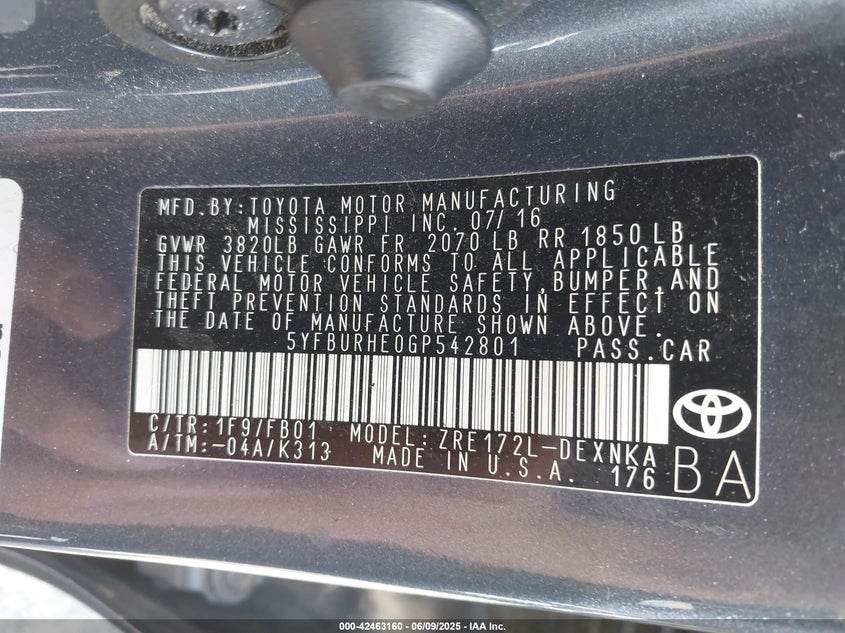 MFD.BY:TOYOTA MOTOR MANUFACTURING
MISSISSIPPI INC. 07/16
GVWR 3820LB GAWR FR 2070 LB RR 1850 LB
THIS VEHICLE CONFORMS TO ALL APPLICABLE
FEDERAL MOTOR VEHICLE SAFETY,BUMPER,AND
THEFT PREVENTION STANDARDS IN EFFECT ON
THE DATE OF MANUFACTURE SHOWN ABOVE.
5YFBURHE0GP542801 PASS.CAR
C/TR:1F9/FB01 MODEL:ZRE172L-DEXNKA
A/TM:-04A/K313 MADE IN U.S.A. 176 BA
000-42463160 - 06/09/2025 - IAA Inc.